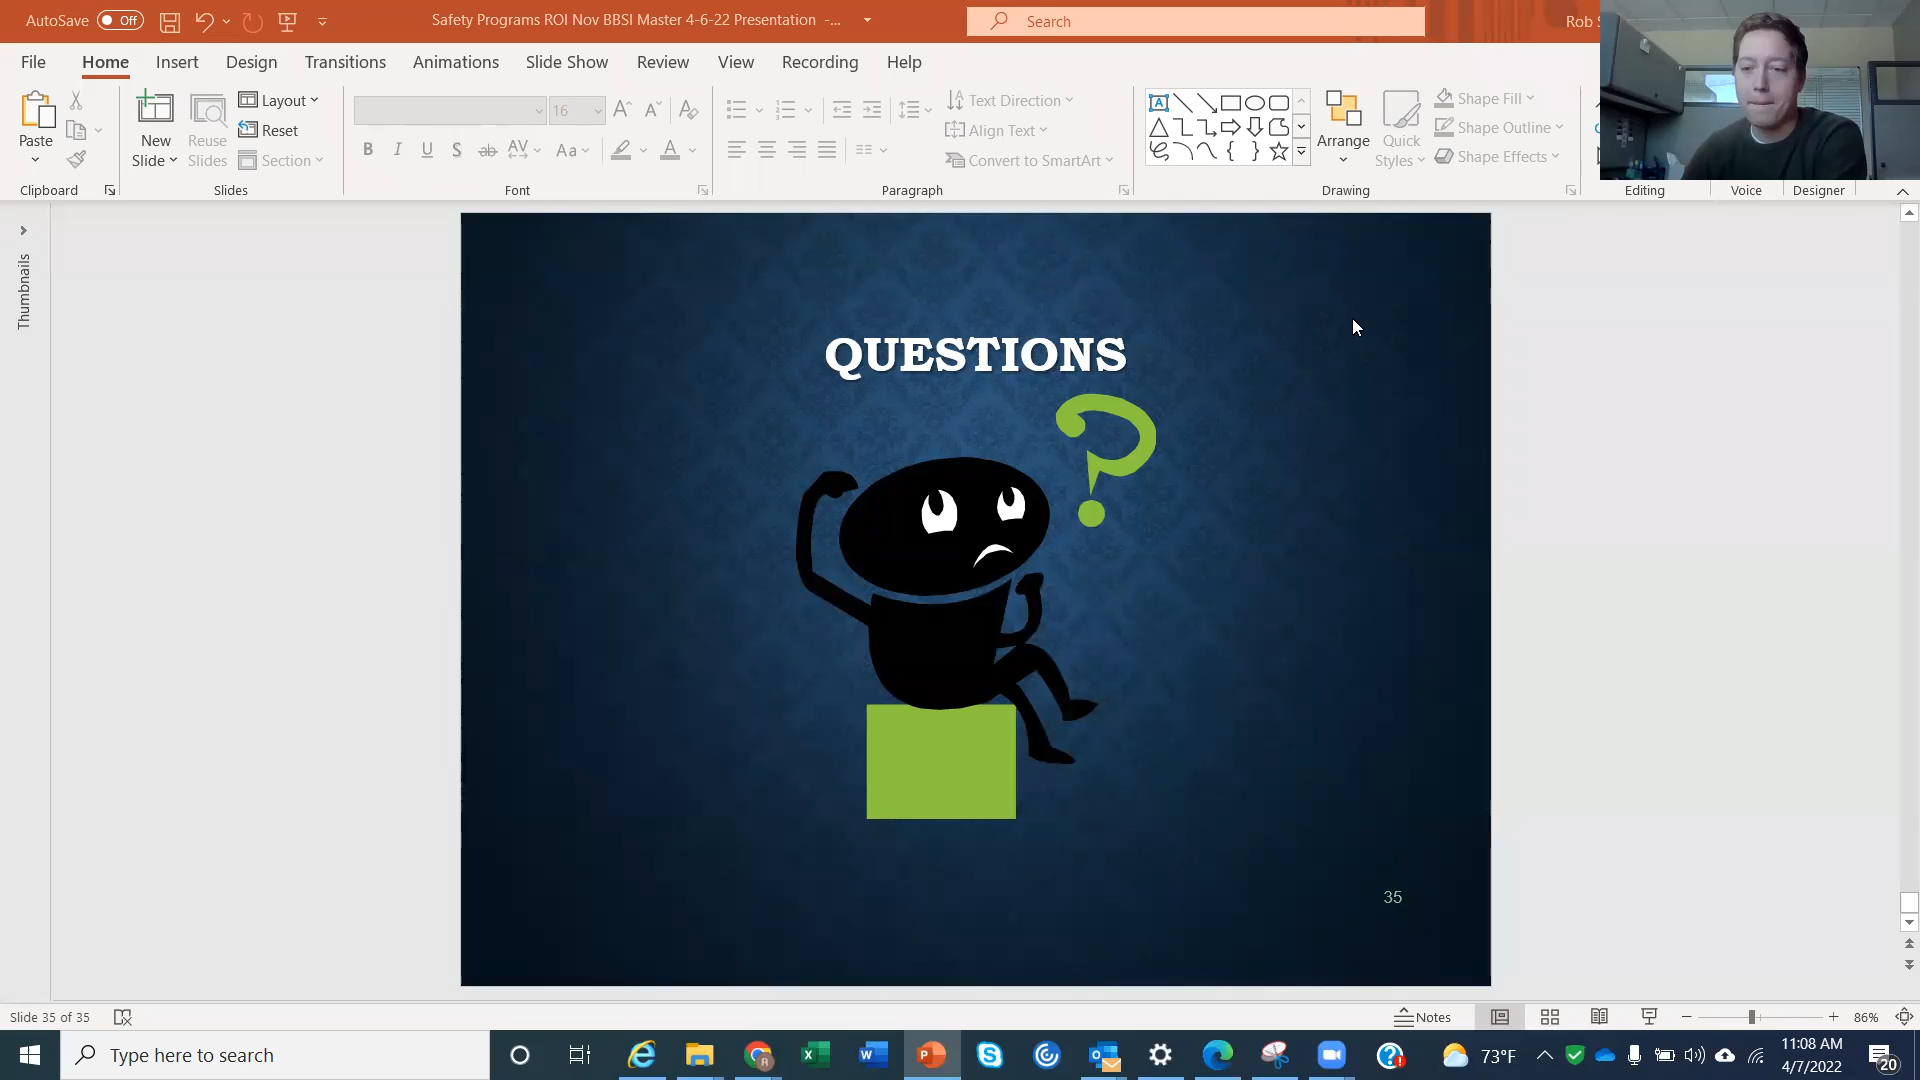 AutoSave Off
Safety Programs ROI Nov BBSI Master 4-6-22 Presentation -...
Search
Rob
File Home Insert Design Transitions Animations Slide Show Review View Recording Help
Paste
New Slide
Reuse Slides
Layout
Reset
Section
16
B I U S ab AV Aa A
Text Direction
Align Text
Convert to SmartArt
A
Arrange
Quick Styles
Shape Fill
Shape Outline
Shape Effects
Clipboard Slides Font Paragraph Drawing Editing Voice Designer
Thumbnails
QUESTIONS
?
35
Slide 35 of 35
Notes
86%
Type here to search
73°F
11:08 AM
4/7/2022
20